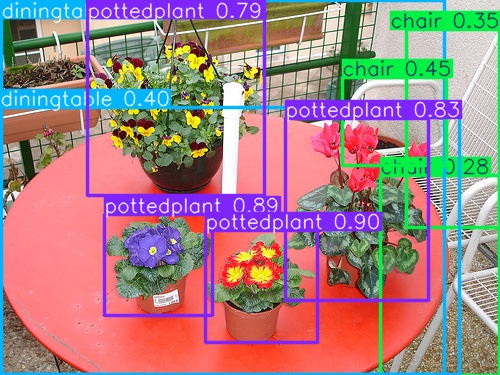 diningta
pottedplant 0.79
chair 0.35
chair 0.45
diningtable 0.40
pottedplant 0.83
chair 0.28
pottedplant 0.89
pottedplant 0.90